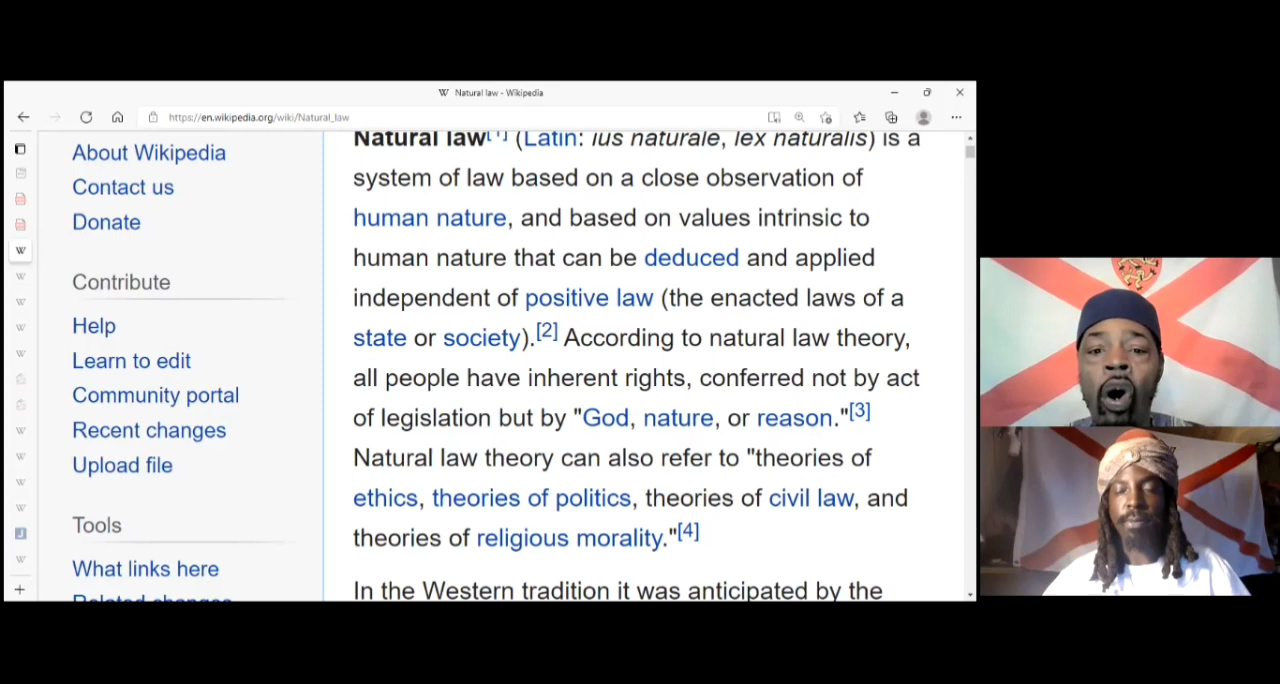 Natural law - Wikipedia
https://en.wikipedia.org/wiki/Natural_law
About Wikipedia
Contact us
Donate
Contribute
Help
Learn to edit
Community portal
Recent changes
Upload file
Tools
What links here
Related changes
Natural law[1] (Latin: ius naturale, lex naturalis) is a
system of law based on a close observation of
human nature, and based on values intrinsic to
human nature that can be deduced and applied
independent of positive law (the enacted laws of a
state or society).[2] According to natural law theory,
all people have inherent rights, conferred not by act
of legislation but by "God, nature, or reason."[3]
Natural law theory can also refer to "theories of
ethics, theories of politics, theories of civil law, and
theories of religious morality."[4]
In the Western tradition it was anticipated by the